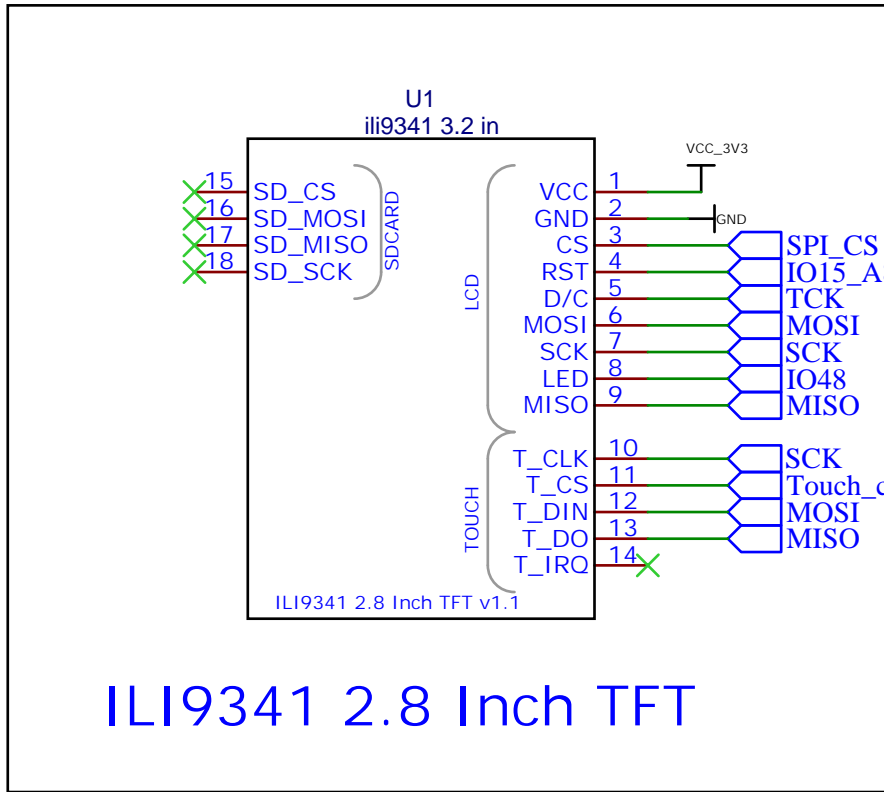 U1
ili9341 3.2 in
VCC_3V3
15 SD_CS
16 SD_MOSI
17 SD_MISO
18 SD_SCK
SDCARD
LCD
VCC 1
GND 2 GND
CS 3 SPI_CS
RST 4 IO15_A
D/C 5 TCK
MOSI 6 MOSI
SCK 7 SCK
LED 8 IO48
MISO 9 MISO
TOUCH
T_CLK 10 SCK
T_CS 11 Touch_c
T_DIN 12 MOSI
T_DO 13 MISO
T_IRQ 14
ILI9341 2.8 Inch TFT v1.1
ILI9341 2.8 Inch TFT